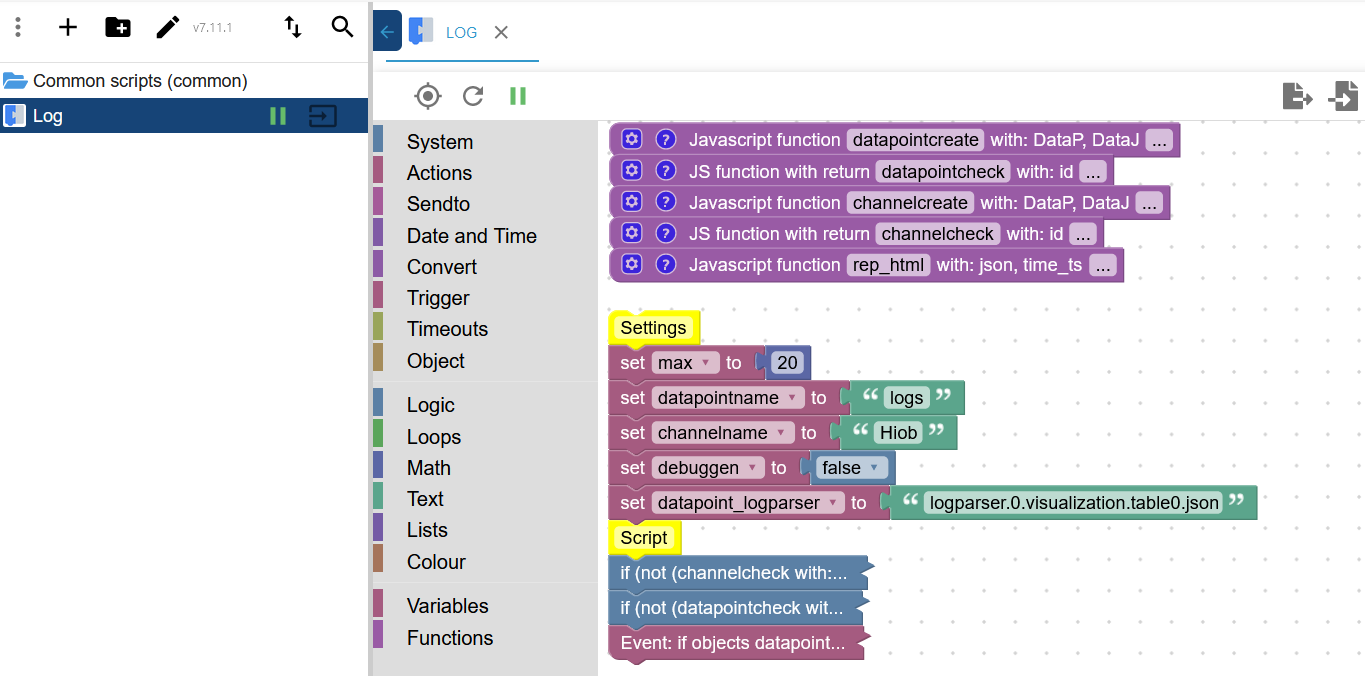 v7.11.1
Common scripts (common)
Log
LOG
System
Actions
Sendto
Date and Time
Convert
Trigger
Timeouts
Object
Logic
Loops
Math
Text
Lists
Colour
Variables
Functions
? Javascript function datapointcreate with: DataP, DataJ ...
? JS function with return datapointcheck with: id ...
? Javascript function channelcreate with: DataP, DataJ ...
? JS function with return channelcheck with: id ...
? Javascript function rep_html with: json, time_ts ...
Settings
set max to 20
set datapointname to “ logs ”
set channelname to “ Hiob ”
set debuggen to false
set datapoint_logparser to “ logparser.0.visualization.table0.json ”
Script
if (not (channelcheck with:...
if (not (datapointcheck wit...
Event: if objects datapoint...